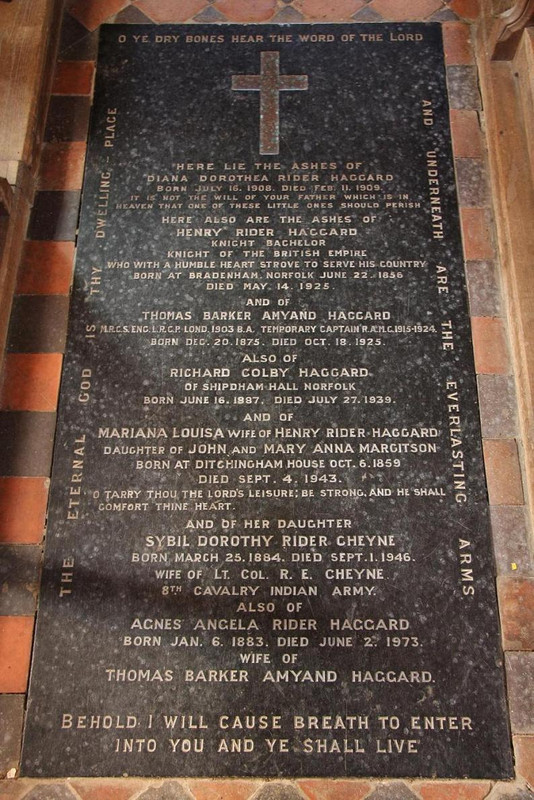 O YE DRY BONES HEAR THE WORD OF THE LORD
HERE LIE THE ASHES OF
DIANA DOROTHEA RIDER HAGGARD
BORN JULY 16. 1908. DIED FEB. 11. 1909.
IT IS NOT THE WILL OF YOUR FATHER WHICH IS IN
HEAVEN THAT ONE OF THESE LITTLE ONES SHOULD PERISH
HERE ALSO ARE THE ASHES OF
HENRY RIDER HAGGARD
KNIGHT BACHELOR
KNIGHT OF THE BRITISH EMPIRE
WHO WITH A HUMBLE HEART STROVE TO SERVE HIS COUNTRY
BORN AT BRADENHAM, NORFOLK JUNE 22. 1856
DIED MAY. 14. 1925.
AND OF
THOMAS BARKER AMYAND HAGGARD
M.R.C.S. ENG. L.R.C.P. LOND. 1903 B.A. TEMPORARY CAPTAIN R.A.M.C. 1915-1924.
BORN DEC. 20. 1875. DIED OCT. 18. 1925.
ALSO OF
RICHARD COLBY HAGGARD
OF SHIPDHAM HALL NORFOLK
BORN JUNE 16. 1887. DIED JULY 27. 1939.
AND OF
MARIANA LOUISA WIFE OF HENRY RIDER HAGGARD
DAUGHTER OF JOHN AND MARY ANNA MARGITSON
BORN AT DITCHINGHAM HOUSE OCT. 6. 1859
DIED SEPT. 4. 1943.
O TARRY THOU THE LORD'S LEISURE; BE STRONG, AND HE SHALL
COMFORT THINE HEART.
AND OF HER DAUGHTER
SYBIL DOROTHY RIDER CHEYNE
BORN MARCH 25. 1884. DIED SEPT. 1. 1946.
WIFE OF LT. COL. R. E. CHEYNE
8TH CAVALRY INDIAN ARMY.
ALSO OF
AGNES ANGELA RIDER HAGGARD
BORN JAN. 6. 1883. DIED JUNE 2. 1973.
WIFE OF
THOMAS BARKER AMYAND HAGGARD.
BEHOLD I WILL CAUSE BREATH TO ENTER
INTO YOU AND YE SHALL LIVE
THE ETERNAL GOD IS THY DWELLING-PLACE
AND UNDERNEATH ARE THE EVERLASTING ARMS